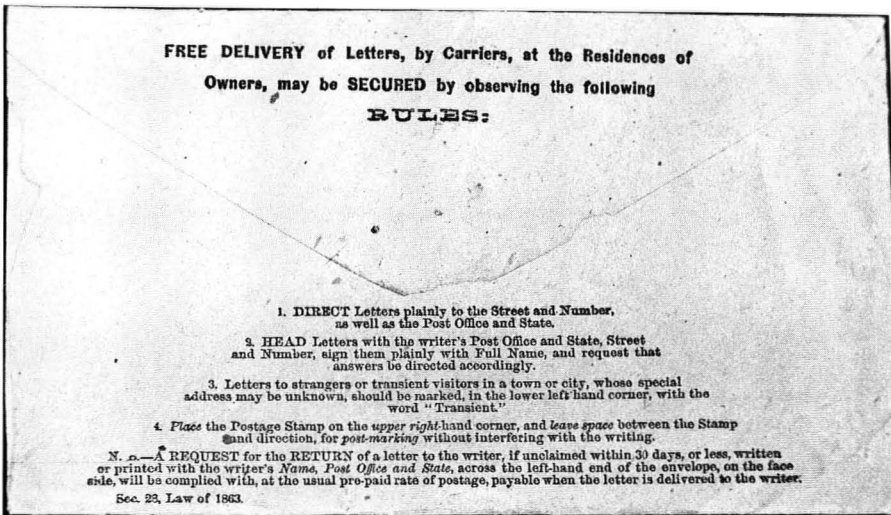 FREE DELIVERY of Letters, by Carriers, at the Residences of
Owners, may be SECURED by observing the following
RULES:
1. DIRECT Letters plainly to the Street and Number,
as well as the Post Office and State.
2. HEAD Letters with the writer's Post Office and State, Street
and Number, sign them plainly with Full Name, and request that
answers be directed accordingly.
3. Letters to strangers or transient visitors in a town or city, whose special
address may be unknown, should be marked, in the lower left hand corner, with the
word "Transient."
4. Place the Postage Stamp on the upper right-hand corner, and leave space between the Stamp
and direction, for post-marking without interfering with the writing.
N. B.—A REQUEST for the RETURN of a letter to the writer, if unclaimed within 30 days, or less, written
or printed with the writer's Name, Post Office and State, across the left-hand end of the envelope, on the face
side, will be complied with, at the usual pre-paid rate of postage, payable when the letter is delivered to the writer.
Sec. 28, Law of 1863.